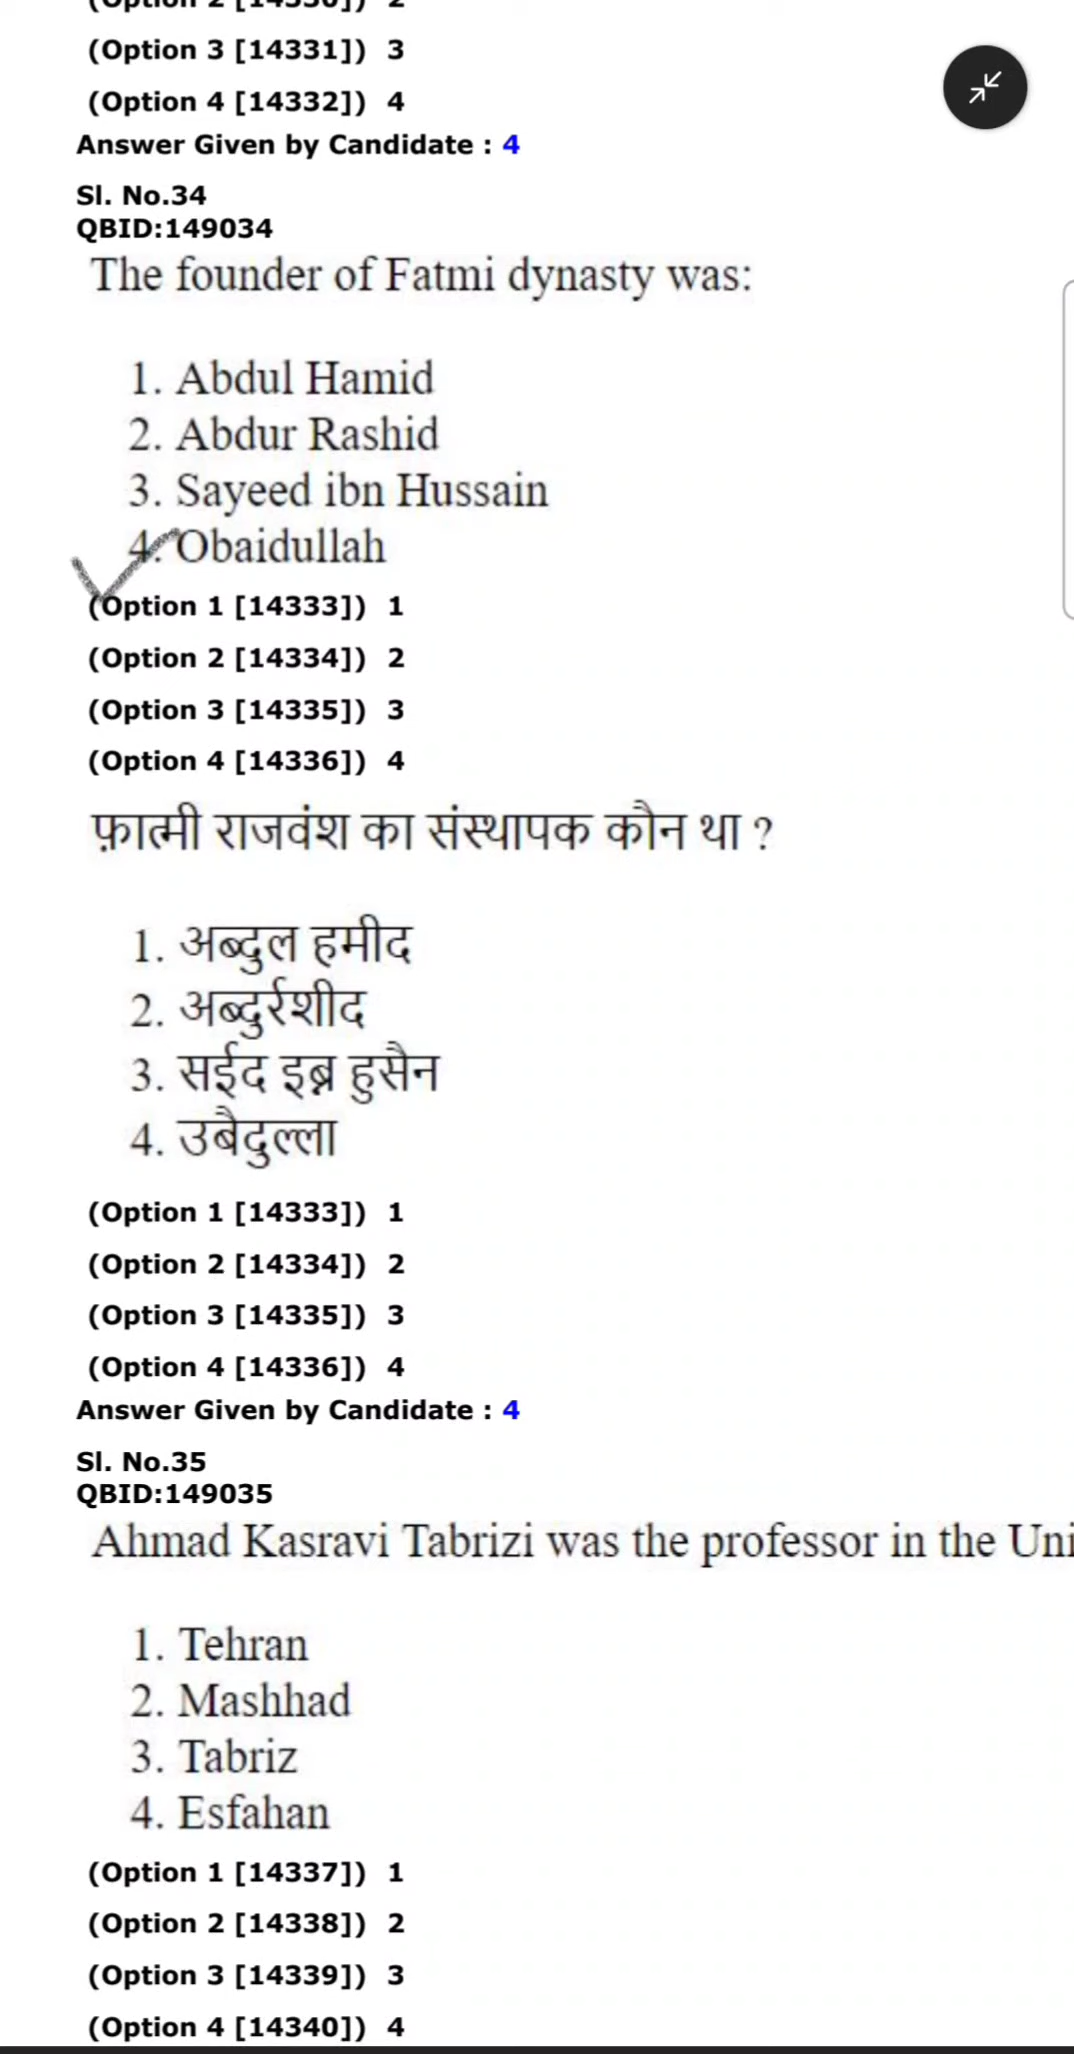 (Option 2 [14330]) 2
(Option 3 [14331]) 3
(Option 4 [14332]) 4
Answer Given by Candidate : 4
Sl. No.34
QBID:149034
The founder of Fatmi dynasty was:
1. Abdul Hamid
2. Abdur Rashid
3. Sayeed ibn Hussain
4. Obaidullah
(Option 1 [14333]) 1
(Option 2 [14334]) 2
(Option 3 [14335]) 3
(Option 4 [14336]) 4
फ़ात्मी राजवंश का संस्थापक कौन था ?
1. अब्दुल हमीद
2. अब्दुर्रशीद
3. सईद इब्न हुसैन
4. उबैदुल्ला
(Option 1 [14333]) 1
(Option 2 [14334]) 2
(Option 3 [14335]) 3
(Option 4 [14336]) 4
Answer Given by Candidate : 4
Sl. No.35
QBID:149035
Ahmad Kasravi Tabrizi was the professor in the Uni
1. Tehran
2. Mashhad
3. Tabriz
4. Esfahan
(Option 1 [14337]) 1
(Option 2 [14338]) 2
(Option 3 [14339]) 3
(Option 4 [14340]) 4